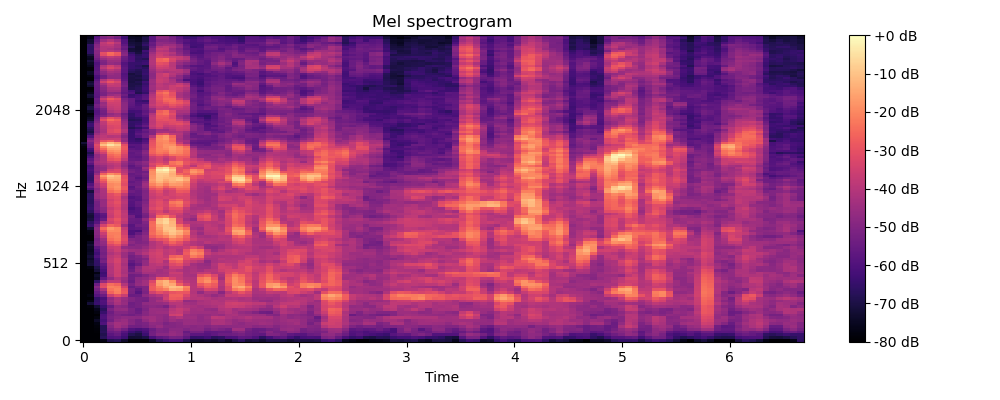 Mel spectrogram
+0 dB
-10 dB
-20 dB
-30 dB
-40 dB
-50 dB
-60 dB
-70 dB
-80 dB
2048
1024
512
0
Hz
0 1 2 3 4 5 6
Time